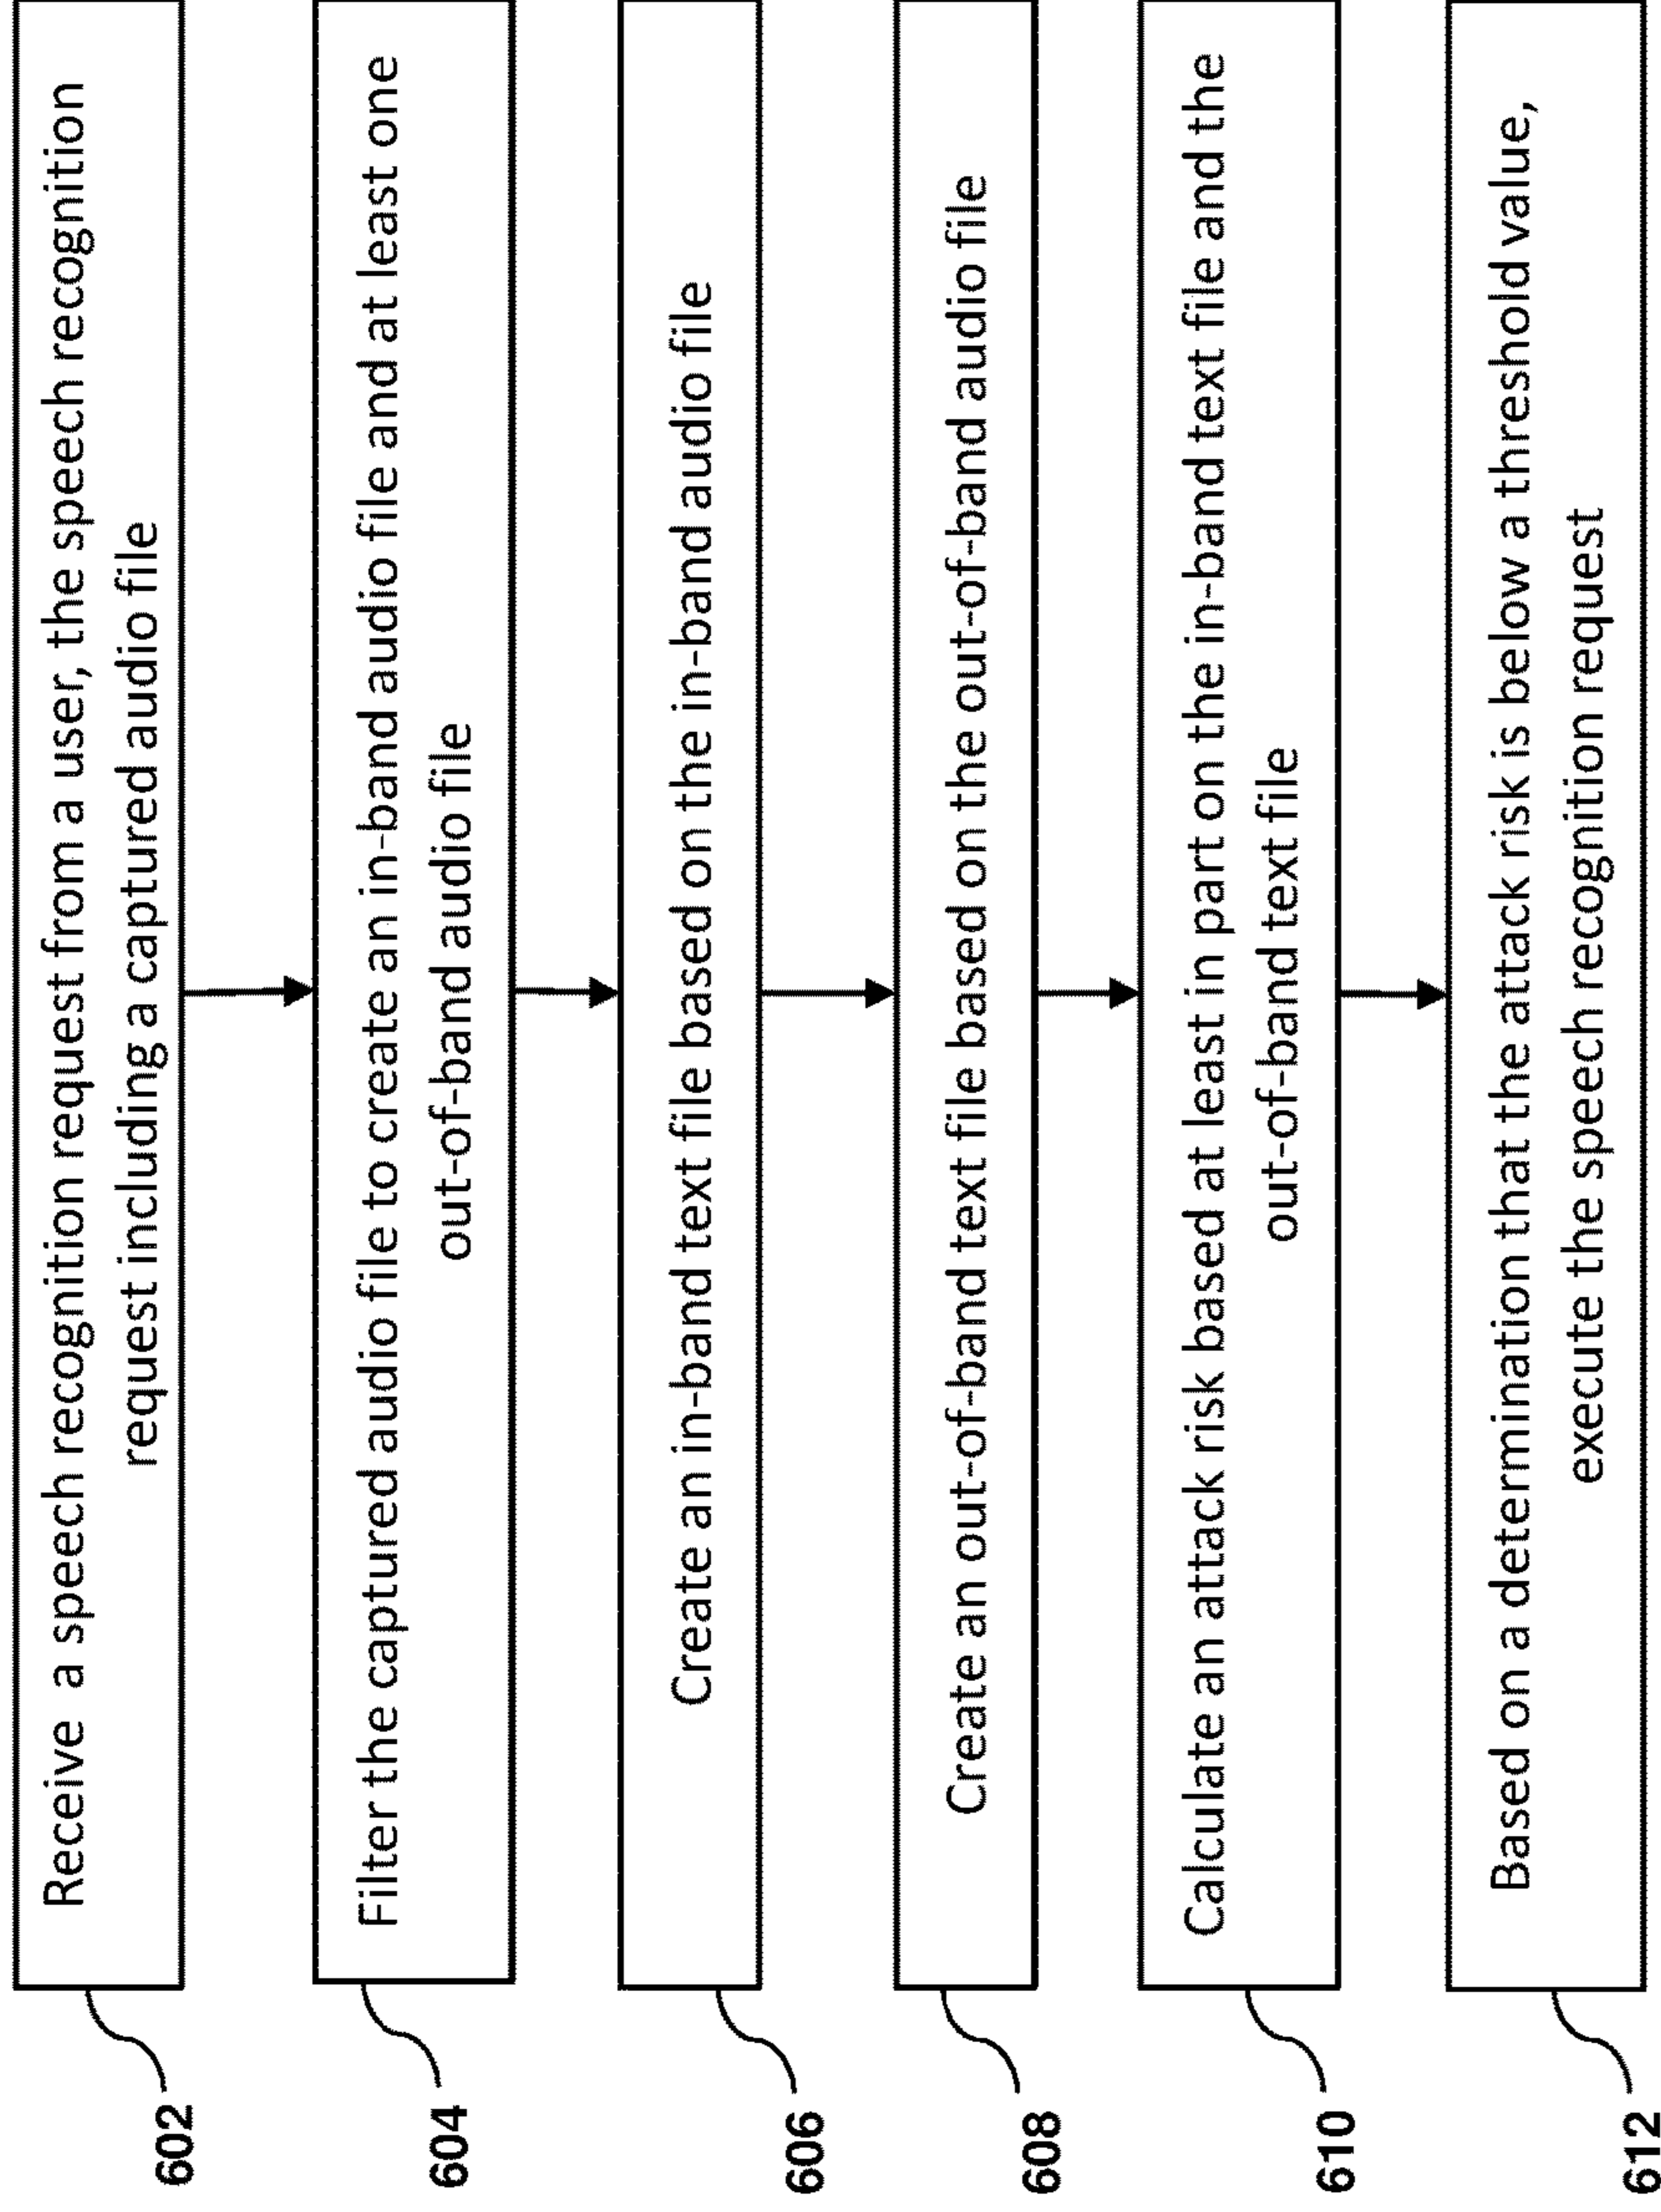 602
Receive a speech recognition request from a user, the speech recognition
request including a captured audio file
604
Filter the captured audio file to create an in-band audio file and at least one
out-of-band audio file
606
Create an in-band text file based on the in-band audio file
608
Create an out-of-band text file based on the out-of-band audio file
610
Calculate an attack risk based at least in part on the in-band text file and the
out-of-band text file
612
Based on a determination that the attack risk is below a threshold value,
execute the speech recognition request